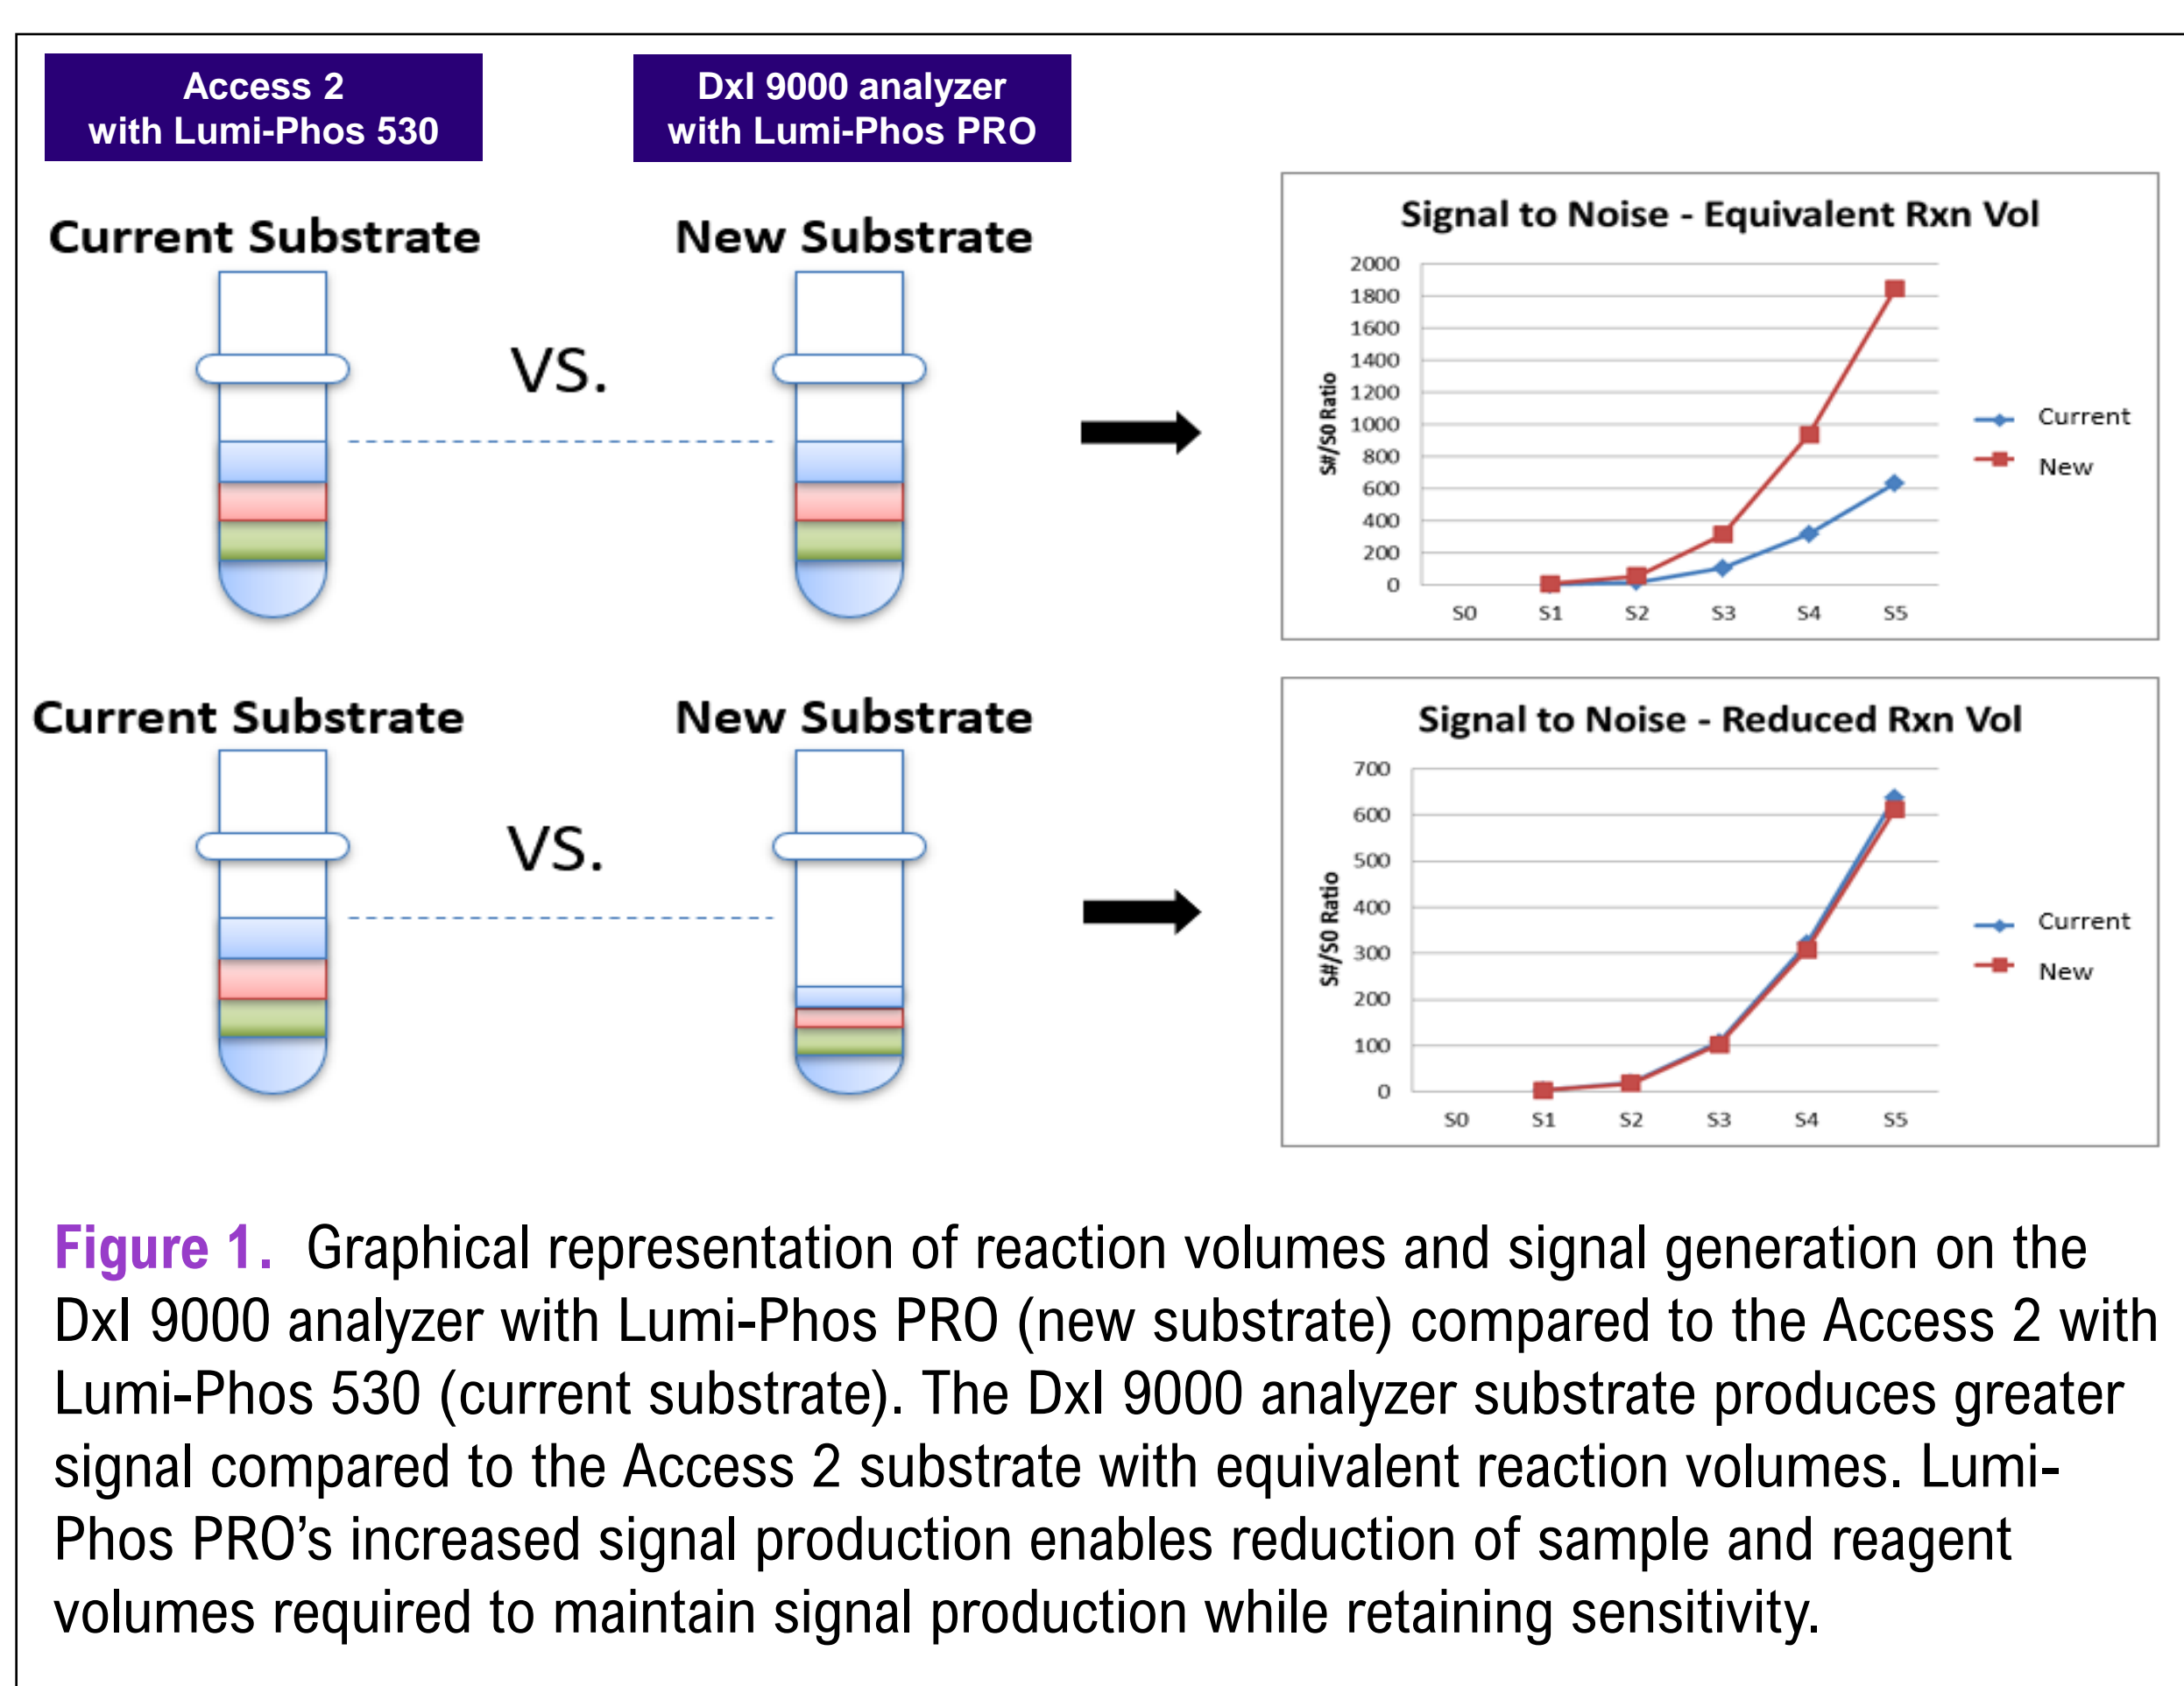 Access 2
with Lumi-Phos 530
DxI 9000 analyzer
with Lumi-Phos PRO
Current Substrate
New Substrate
VS.
Signal to Noise - Equivalent Rxn Vol
2000
1800
1600
1400
1200
1000
800
600
400
200
0
S#/S0 Ratio
S0 S1 S2 S3 S4 S5
Current
New
Current Substrate
New Substrate
VS.
Signal to Noise - Reduced Rxn Vol
700
600
500
400
300
200
100
0
S#/S0 Ratio
S0 S1 S2 S3 S4 S5
Current
New
Figure 1. Graphical representation of reaction volumes and signal generation on the
DxI 9000 analyzer with Lumi-Phos PRO (new substrate) compared to the Access 2 with
Lumi-Phos 530 (current substrate). The DxI 9000 analyzer substrate produces greater
signal compared to the Access 2 substrate with equivalent reaction volumes. Lumi-
Phos PRO’s increased signal production enables reduction of sample and reagent
volumes required to maintain signal production while retaining sensitivity.